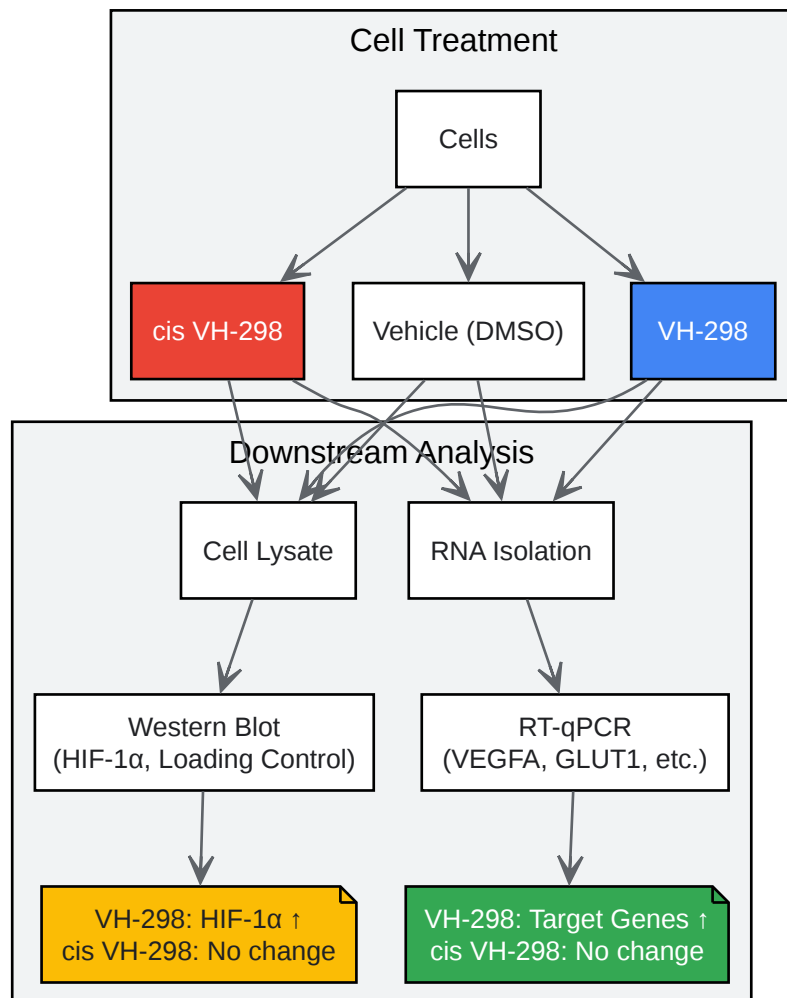 Cell Treatment
Cells
cis VH-298
Vehicle (DMSO)
VH-298
Downstream Analysis
Cell Lysate
RNA Isolation
Western Blot
(HIF-1α, Loading Control)
RT-qPCR
(VEGFA, GLUT1, etc.)
VH-298: HIF-1α ↑
cis VH-298: No change
VH-298: Target Genes ↑
cis VH-298: No change